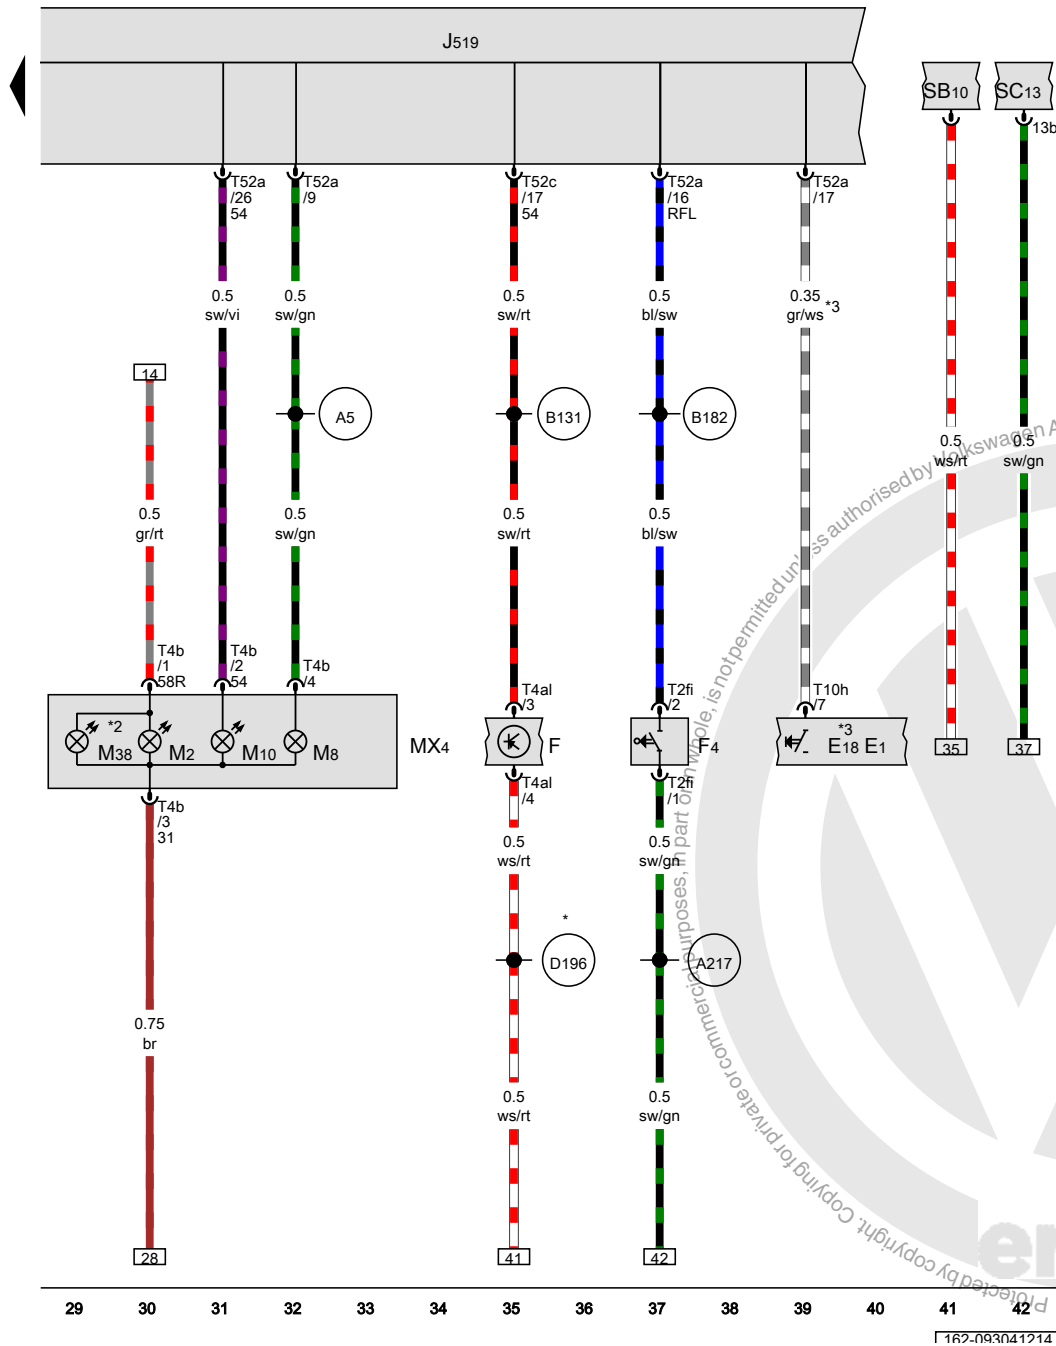 J519
SB10
SC13
13b
T52a
/26
54
T52a
/9
T52c
/17
54
T52a
/16
RFL
T52a
/17
0.5
sw/vi
0.5
sw/gn
0.5
sw/rt
0.5
bl/sw
0.35
gr/ws
*3
14
A5
B131
B182
0.5
ws/rt
0.5
sw/gn
0.5
gr/rt
0.5
sw/gn
0.5
sw/rt
0.5
bl/sw
T4b
/1
58R
T4b
/2
54
T4b
/4
T4al
/3
T2fi
/2
T10h
/7
*2
M38
M2
M10
M8
MX4
F
F4
*3
E18 E1
35
37
T4b
/3
31
T4al
/4
T2fi
/1
0.5
ws/rt
0.5
sw/gn
*
D196
A217
0.75
br
0.5
ws/rt
0.5
sw/gn
28
41
42
29 30 31 32 33 34 35 36 37 38 39 40 41 42
162-093041214
Protected by copyright. Copying for private or commercial purposes, in part or in whole, is not permitted unless authorised by Volkswagen A
er